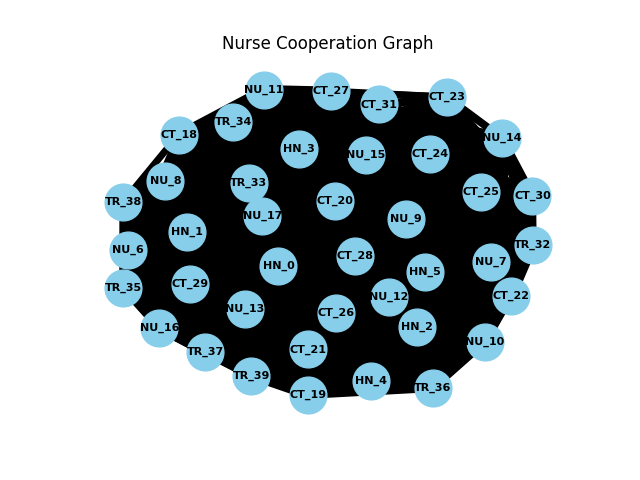 Nurse Cooperation Graph
NU_11
CT_27
CT_23
CT_31
TR_34
CT_18
NU_14
HN_3
NU_15
CT_24
NU_8
TR_33
CT_25
CT_30
TR_38
CT_20
NU_17
NU_9
HN_1
TR_32
NU_6
CT_28
NU_7
HN_0
HN_5
CT_29
TR_35
CT_22
NU_12
NU_13
CT_26
HN_2
NU_16
NU_10
CT_21
TR_37
TR_39
HN_4
TR_36
CT_19